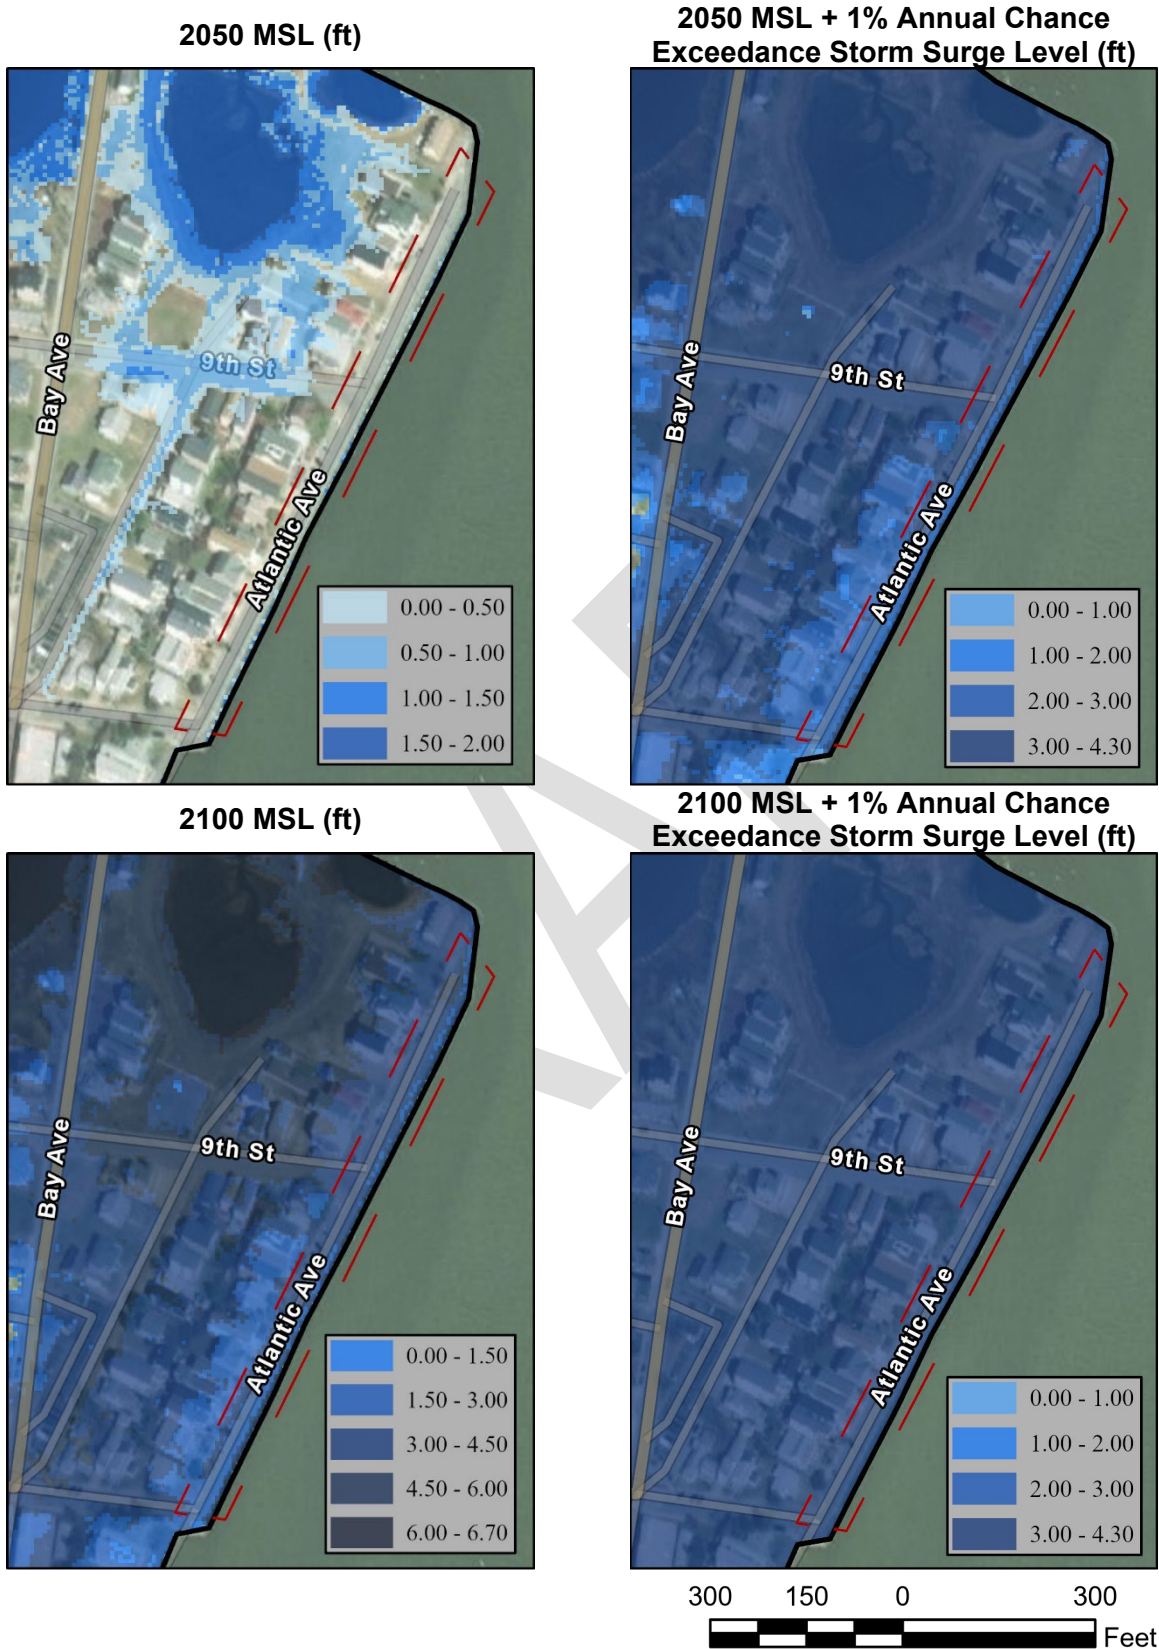 2050 MSL (ft)
2050 MSL + 1% Annual Chance
Exceedance Storm Surge Level (ft)
Bay Ave
9th St
Atlantic Ave
0.00 - 0.50
0.50 - 1.00
1.00 - 1.50
1.50 - 2.00
Bay Ave
9th St
Atlantic Ave
0.00 - 1.00
1.00 - 2.00
2.00 - 3.00
3.00 - 4.30
2100 MSL (ft)
2100 MSL + 1% Annual Chance
Exceedance Storm Surge Level (ft)
Bay Ave
9th St
Atlantic Ave
0.00 - 1.50
1.50 - 3.00
3.00 - 4.50
4.50 - 6.00
6.00 - 6.70
Bay Ave
9th St
Atlantic Ave
0.00 - 1.00
1.00 - 2.00
2.00 - 3.00
3.00 - 4.30
300 150 0 300
Feet